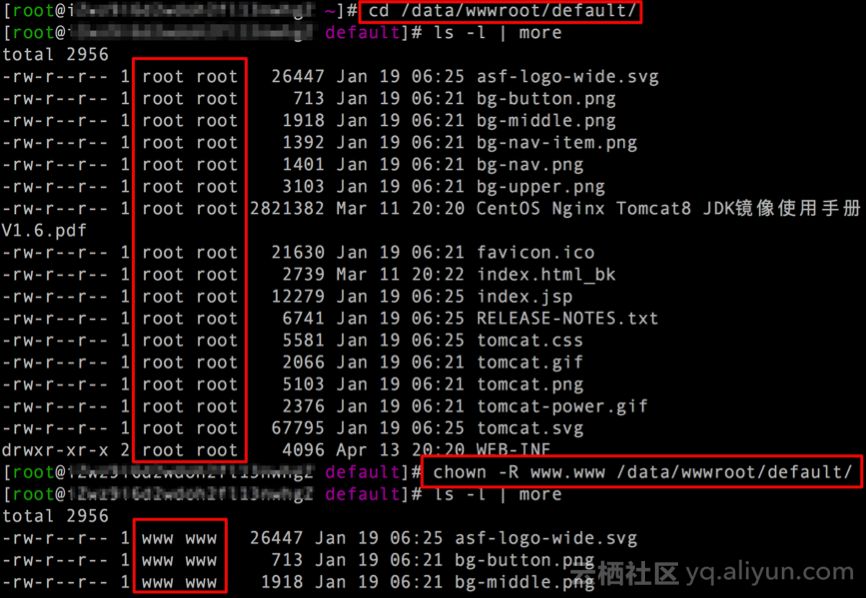 [root@i ~]# cd /data/wwwroot/default/
[root@ default]# ls -l | more
total 2956
-rw-r--r-- 1 root root 26447 Jan 19 06:25 asf-logo-wide.svg
-rw-r--r-- 1 root root 713 Jan 19 06:21 bg-button.png
-rw-r--r-- 1 root root 1918 Jan 19 06:21 bg-middle.png
-rw-r--r-- 1 root root 1392 Jan 19 06:21 bg-nav-item.png
-rw-r--r-- 1 root root 1401 Jan 19 06:21 bg-nav.png
-rw-r--r-- 1 root root 3103 Jan 19 06:21 bg-upper.png
-rw-r--r-- 1 root root 2821382 Mar 11 20:20 CentOS Nginx Tomcat8 JDK镜像使用手册
V1.6.pdf
-rw-r--r-- 1 root root 21630 Jan 19 06:21 favicon.ico
-rw-r--r-- 1 root root 2739 Mar 11 20:22 index.html_bk
-rw-r--r-- 1 root root 12279 Jan 19 06:25 index.jsp
-rw-r--r-- 1 root root 6741 Jan 19 06:25 RELEASE-NOTES.txt
-rw-r--r-- 1 root root 5581 Jan 19 06:25 tomcat.css
-rw-r--r-- 1 root root 2066 Jan 19 06:21 tomcat.gif
-rw-r--r-- 1 root root 5103 Jan 19 06:21 tomcat.png
-rw-r--r-- 1 root root 2376 Jan 19 06:21 tomcat-power.gif
-rw-r--r-- 1 root root 67795 Jan 19 06:25 tomcat.svg
drwxr-xr-x 2 root root 4096 Apr 13 20:20 WEB-INF
[root@ default]# chown -R www.www /data/wwwroot/default/
[root@ default]# ls -l | more
total 2956
-rw-r--r-- 1 www www 26447 Jan 19 06:25 asf-logo-wide.svg
-rw-r--r-- 1 www www 713 Jan 19 06:21 bg-button.png
-rw-r--r-- 1 www www 1918 Jan 19 06:21 bg-middle.png
云栖社区 yq.aliyun.com